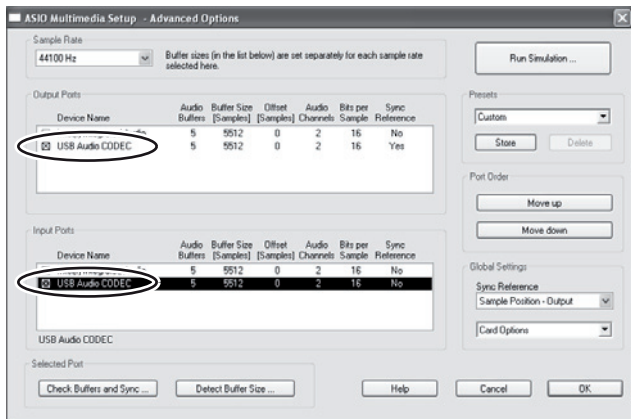 ASIO Multimedia Setup - Advanced Options
Sample Rate
44100 Hz
Buffer sizes (in the list below) are set separately for each sample rate
selected here.
Run Simulation ...
Output Ports
Device Name Audio Buffers Buffer Size [Samples] Offset [Samples] Audio Channels Bits per Sample Sync Reference
5 5512 0 2 16 No
USB Audio CODEC 5 5512 0 2 16 Yes
Presets
Custom
Store Delete
Port Order
Move up
Move down
Input Ports
Device Name Audio Buffers Buffer Size [Samples] Offset [Samples] Audio Channels Bits per Sample Sync Reference
5 5512 0 2 16 No
USB Audio CODEC 5 5512 0 2 16 No
USB Audio CODEC
Global Settings
Sync Reference
Sample Position - Output
Card Options
Selected Port
Check Buffers and Sync ... Detect Buffer Size ... Help Cancel OK